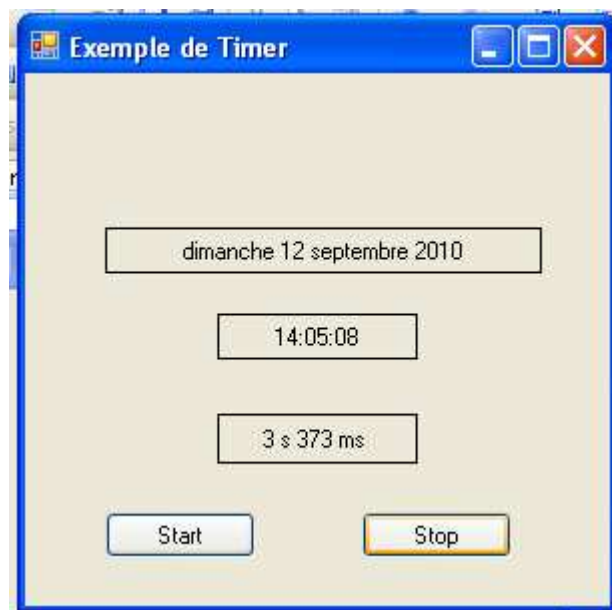 Exemple de Timer
dimanche 12 septembre 2010
14:05:08
3 s 373 ms
Start
Stop